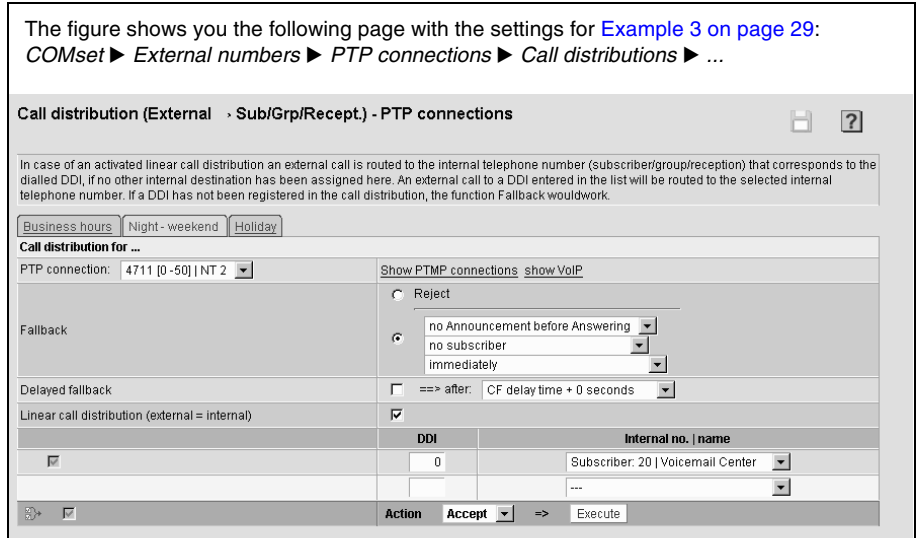 The figure shows you the following page with the settings for Example 3 on page 29:
COMset ▶ External numbers ▶ PTP connections ▶ Call distributions ▶ ...
Call distribution (External → Sub/Grp/Recept.) - PTP connections
?
In case of an activated linear call distribution an external call is routed to the internal telephone number (subscriber/group/reception) that corresponds to the
dialled DDI, if no other internal destination has been assigned here. An external call to a DDI entered in the list will be routed to the selected internal
telephone number. If a DDI has not been registered in the call distribution, the function Fallback wouldwork.
Business hours Night - weekend Holiday
Call distribution for ...
PTP connection: 4711 [0 -50] | NT 2 Show PTMP connections show VoIP
Reject
Fallback
no Announcement before Answering
no subscriber
immediately
Delayed fallback ==> after: CF delay time + 0 seconds
Linear call distribution (external = internal)
DDI Internal no. | name
0 Subscriber: 20 | Voicemail Center
---
Action Accept => Execute